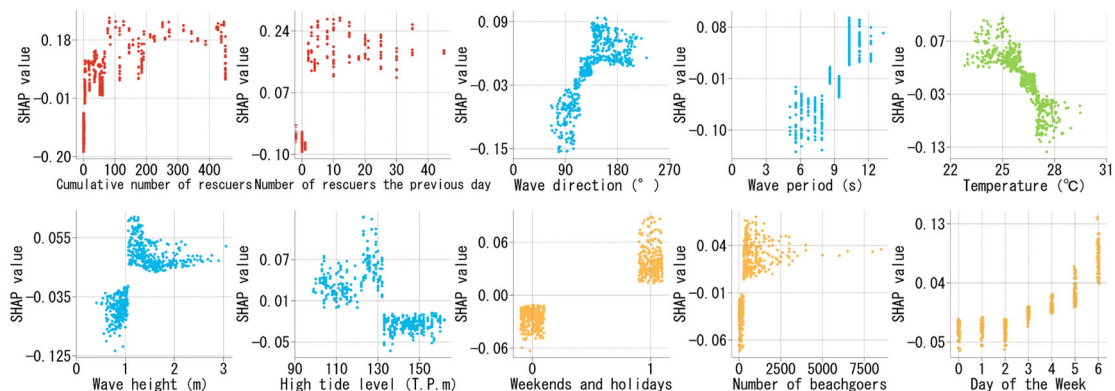 SHAP value
0.18
−0.01
−0.20
0 100 200 300 400
Cumulative number of rescuers
SHAP value
0.24
0.07
−0.10
0 20 40
Number of rescuers the previous day
SHAP value
0.09
−0.03
−0.15
90 180 270
Wave direction (°)
SHAP value
0.08
−0.01
−0.10
0 3 6 9 12
Wave period (s)
SHAP value
0.07
−0.03
−0.13
22 25 28 31
Temperature (℃)
SHAP value
0.055
−0.035
−0.125
0 1 2 3
Wave height (m)
SHAP value
0.07
0.01
−0.05
90 110 130 150
High tide level (T.P.m)
SHAP value
0.06
0.00
−0.06
0 1
Weekends and holidays
SHAP value
0.04
−0.01
−0.06
0 2500 5000 7500
Number of beachgoers
SHAP value
0.13
0.04
−0.05
0 1 2 3 4 5 6
Day of the Week